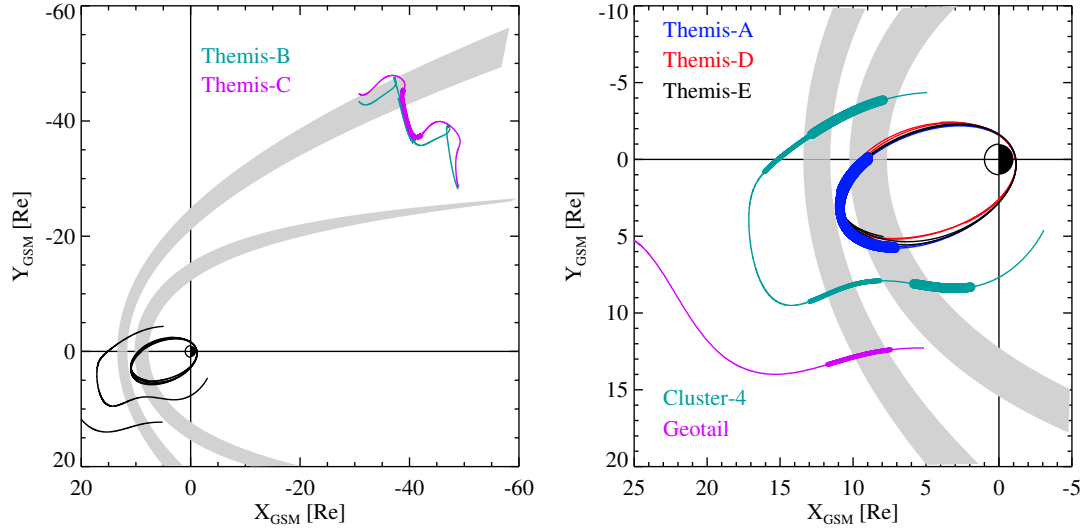 -60
-40
-20
0
20
20
0
-20
-40
-60
Y_GSM [Re]
X_GSM [Re]
Themis-B
Themis-C
-10
-5
0
5
10
15
20
25
20
15
10
5
0
-5
Y_GSM [Re]
X_GSM [Re]
Themis-A
Themis-D
Themis-E
Cluster-4
Geotail